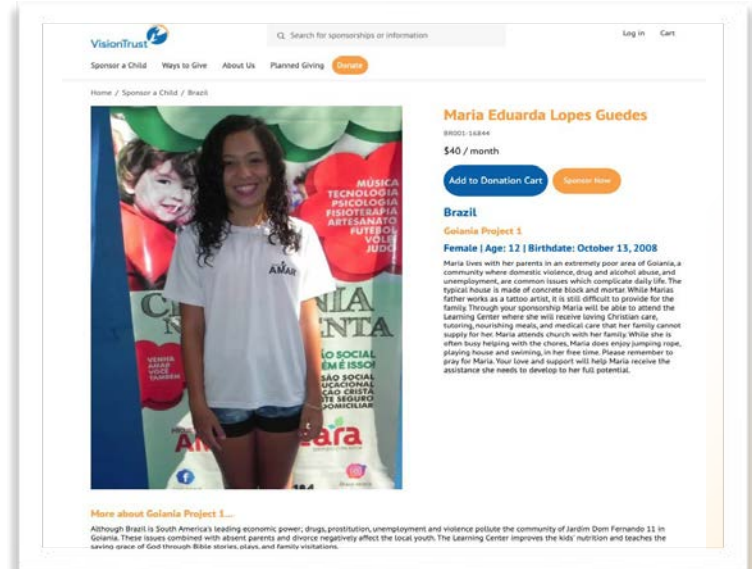 VisionTrust
Search for sponsorships or information
Log in Cart
Sponsor a Child Ways to Give About Us Planned Giving Donate
Home / Sponsor a Child / Brazil
MÚSICA
TECNOLOGIA
PSICOLOGIA
FISIOTERAPIA
ARTESANATO
FUTEBOL
VÔLEI
JUDÔ
AMAR
VENHA
AMAR
VOCÊ
TAMBÉM
Maria Eduarda Lopes Guedes
BR001-16844
$40 / month
Add to Donation Cart Sponsor Now
Brazil
Goiania Project 1
Female | Age: 12 | Birthdate: October 13, 2008
Maria lives with her parents in an extremely poor area of Goiania, a
community where domestic violence, drug and alcohol abuse, and
unemployment, are common issues which complicate daily life. The
typical house is made of concrete block and mortar. While Marias
father works as a tattoo artist, it is still difficult to provide for the
family. Through your sponsorship Maria will be able to attend the
Learning Center where she will receive loving Christian care,
tutoring, nourishing meals, and medical care that her family cannot
supply for her. Maria attends church with her family. While she is
often busy helping with the chores, Maria does enjoy jumping rope,
playing house and swiming, in her free time. Please remember to
pray for Maria. Your love and support will help Maria receive the
assistance she needs to develop to her full potential.
More about Goiania Project 1...
Although Brazil is South America's leading economic power; drugs, prostitution, unemployment and violence pollute the community of Jardim Dom Fernando 11 in
Goiania. These issues combined with absent parents and divorce negatively affect the local youth. The Learning Center improves the kids' nutrition and teaches the
saving grace of God through Bible stories, plays, and family visitations.